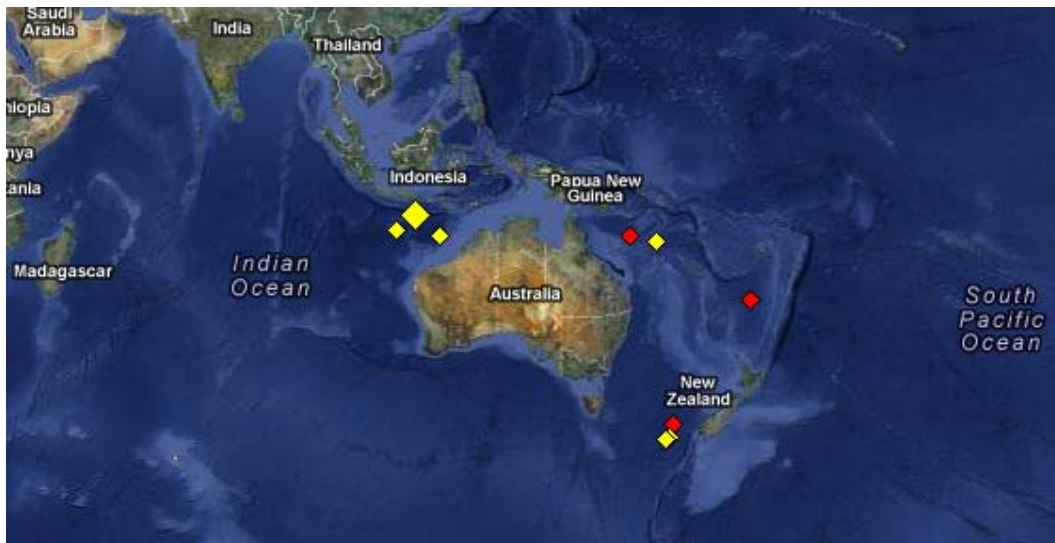 Saudi
Arabia
India
Thailand
hiopia
nya
Indonesia
Papua New
Guinea
ania
Madagascar
Indian
Ocean
Australia
South
Pacific
Ocean
New
Zealand